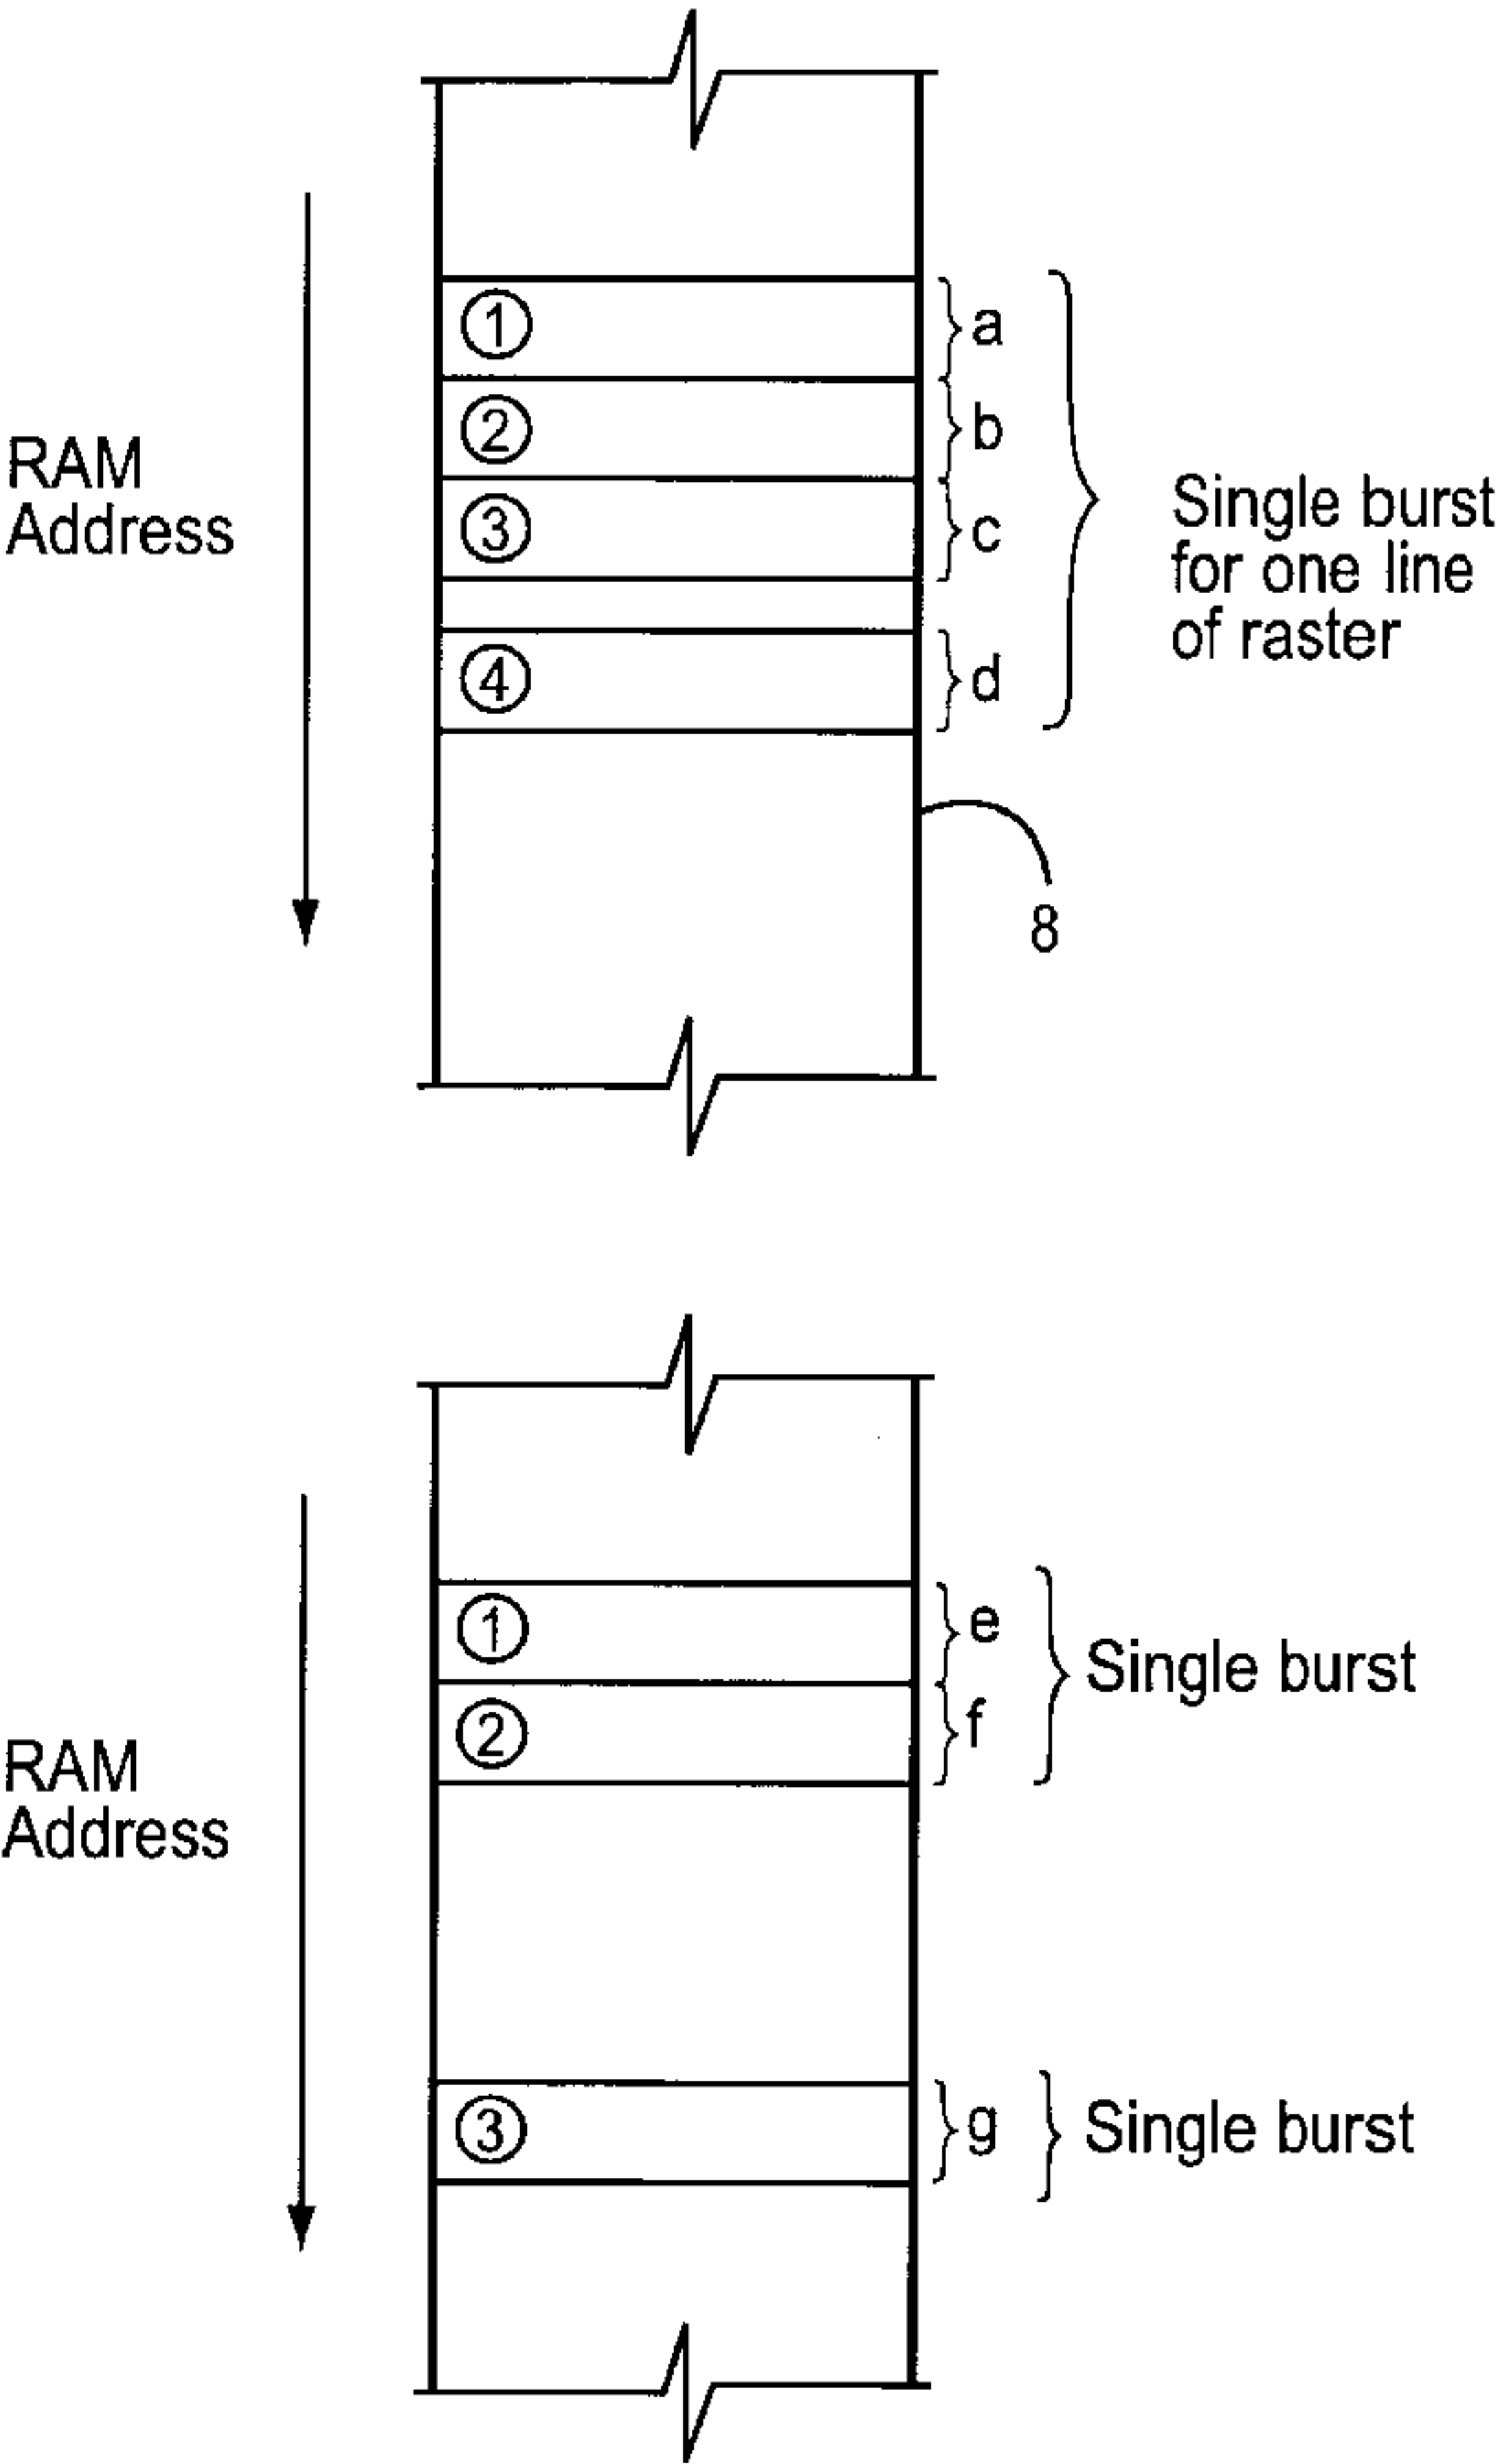 ① a
② b
③ c
④ d
RAM
Address
Single burst
for one line
of raster
8
① e
② f
RAM
Address
Single burst
③ g
Single burst